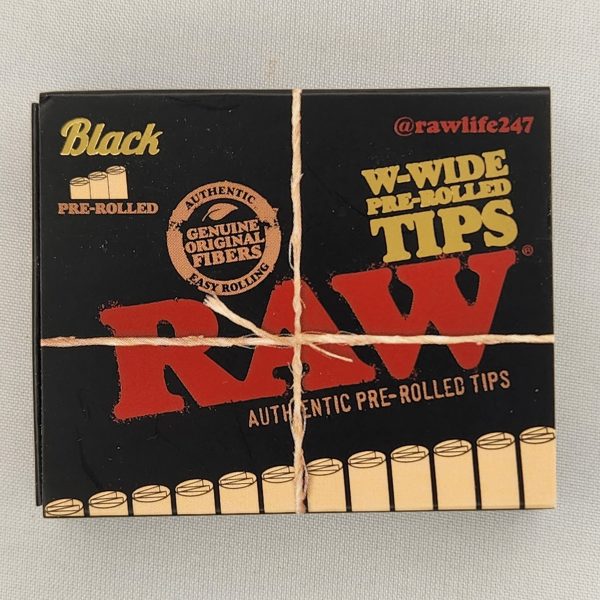 Black
PRE-ROLLED
@rawlife247
W-WIDE
PRE-ROLLED
TIPS
AUTHENTIC
GENUINE
ORIGINAL
FIBERS
EASY ROLLING
RAW®
AUTHENTIC PRE-ROLLED TIPS